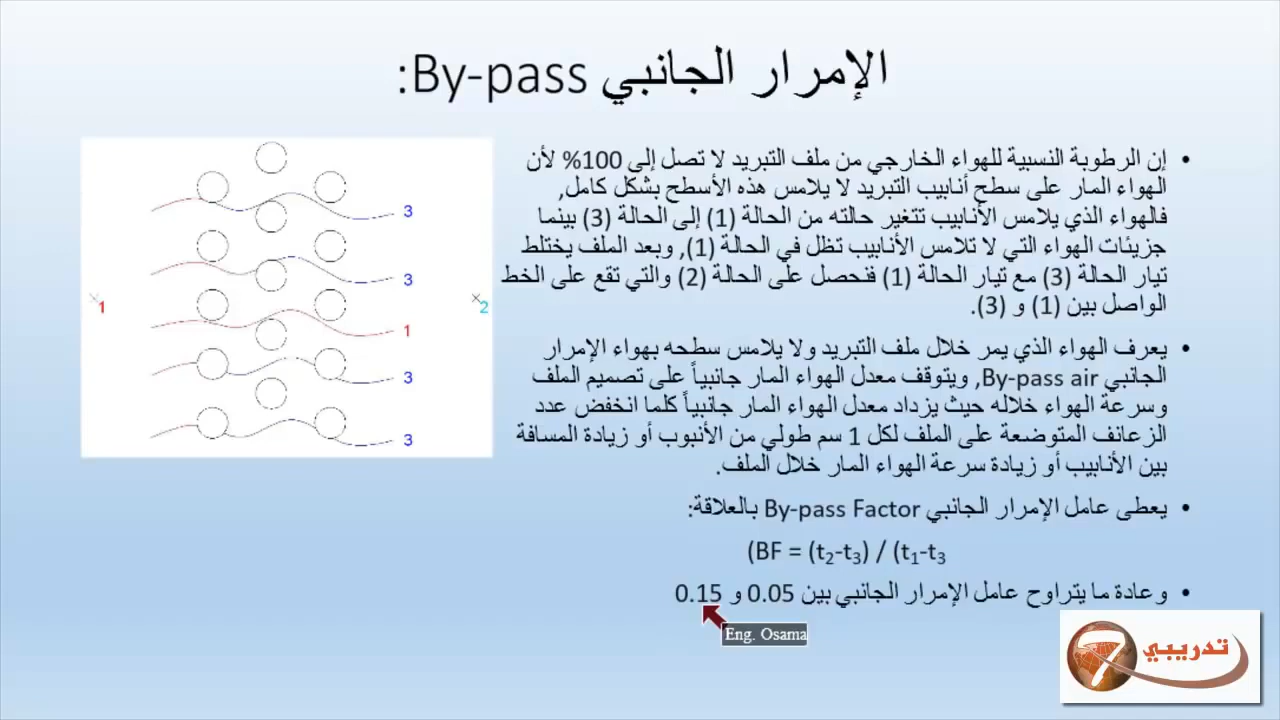 الإمرار الجانبي By-pass:
• إن الرطوبة النسبية للهواء الخارجي من ملف التبريد لا تصل إلى 100% لأن
الهواء المار على سطح أنابيب التبريد لا يلامس هذه الأسطح بشكل كامل,
فالهواء الذي يلامس الأنابيب تتغير حالته من الحالة (1) إلى الحالة (3) بينما
جزيئات الهواء التي لا تلامس الأنابيب تظل في الحالة (1), وبعد الملف يختلط
تيار الحالة (3) مع تيار الحالة (1) فنحصل على الحالة (2) والتي تقع على الخط
الواصل بين (1) و (3).
• يعرف الهواء الذي يمر خلال ملف التبريد ولا يلامس سطحه بهواء الإمرار
الجانبي By-pass air, ويتوقف معدل الهواء المار جانبياً على تصميم الملف
وسرعة الهواء خلاله حيث يزداد معدل الهواء المار جانبياً كلما انخفض عدد
الزعانف المتوضعة على الملف لكل 1 سم طولي من الأنبوب أو زيادة المسافة
بين الأنابيب أو زيادة سرعة الهواء المار خلال الملف.
• يعطى عامل الإمرار الجانبي By-pass Factor بالعلاقة:
(BF = (t₂-t₃) / (t₁-t₃
• وعادة ما يتراوح عامل الإمرار الجانبي بين 0.05 و 0.15
3
3
1
2
1
3
3
Eng. Osama
تدريبي
7